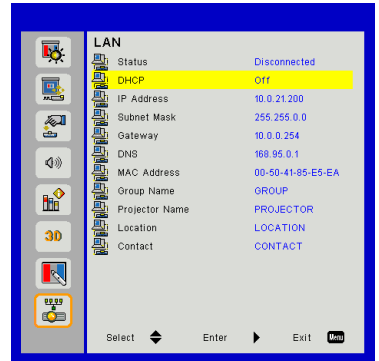 LAN
Status Disconnected
DHCP Off
IP Address 10.0.21.200
Subnet Mask 255.255.0.0
Gateway 10.0.0.254
DNS 168.95.0.1
MAC Address 00-50-41-85-E5-EA
Group Name GROUP
Projector Name PROJECTOR
Location LOCATION
Contact CONTACT
3D
Select Enter Exit Menu